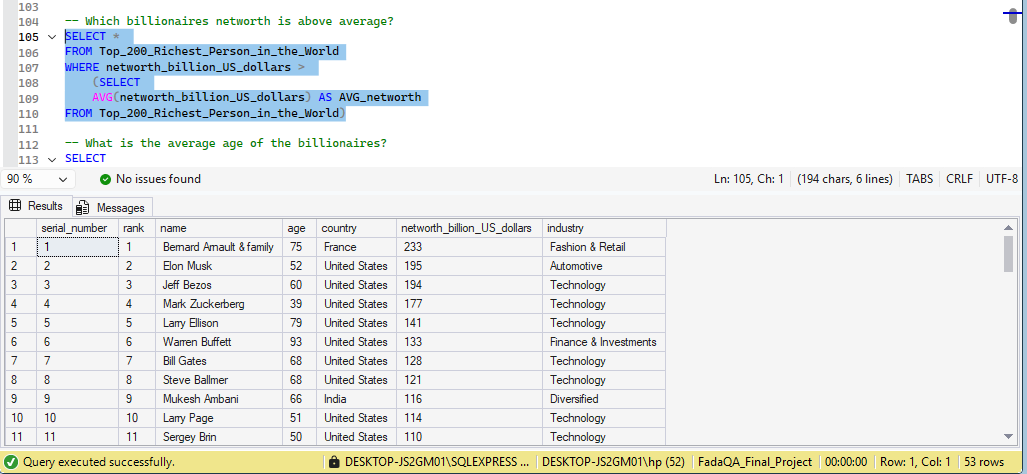 103
104 -- Which billionaires networth is above average?
105 SELECT *
106 FROM Top_200_Richest_Person_in_the_World
107 WHERE networth_billion_US_dollars >
108 (SELECT
109 AVG(networth_billion_US_dollars) AS AVG_networth
110 FROM Top_200_Richest_Person_in_the_World)
111
112 -- What is the average age of the billionaires?
113 SELECT
90 % No issues found Ln: 105, Ch: 1 (194 chars, 6 lines) TABS CRLF UTF-8
Results Messages
serial_number rank name age country networth_billion_US_dollars industry
1 1 1 Bernard Arnault & family 75 France 233 Fashion & Retail
2 2 2 Elon Musk 52 United States 195 Automotive
3 3 3 Jeff Bezos 60 United States 194 Technology
4 4 4 Mark Zuckerberg 39 United States 177 Technology
5 5 5 Larry Ellison 79 United States 141 Technology
6 6 6 Warren Buffett 93 United States 133 Finance & Investments
7 7 7 Bill Gates 68 United States 128 Technology
8 8 8 Steve Ballmer 68 United States 121 Technology
9 9 9 Mukesh Ambani 66 India 116 Diversified
10 10 10 Larry Page 51 United States 114 Technology
11 11 11 Sergey Brin 50 United States 110 Technology
Query executed successfully. DESKTOP-JS2GM01\SQLEXPRESS ... DESKTOP-JS2GM01\hp (52) FadaQA_Final_Project 00:00:00 Row: 1, Col: 1 53 rows